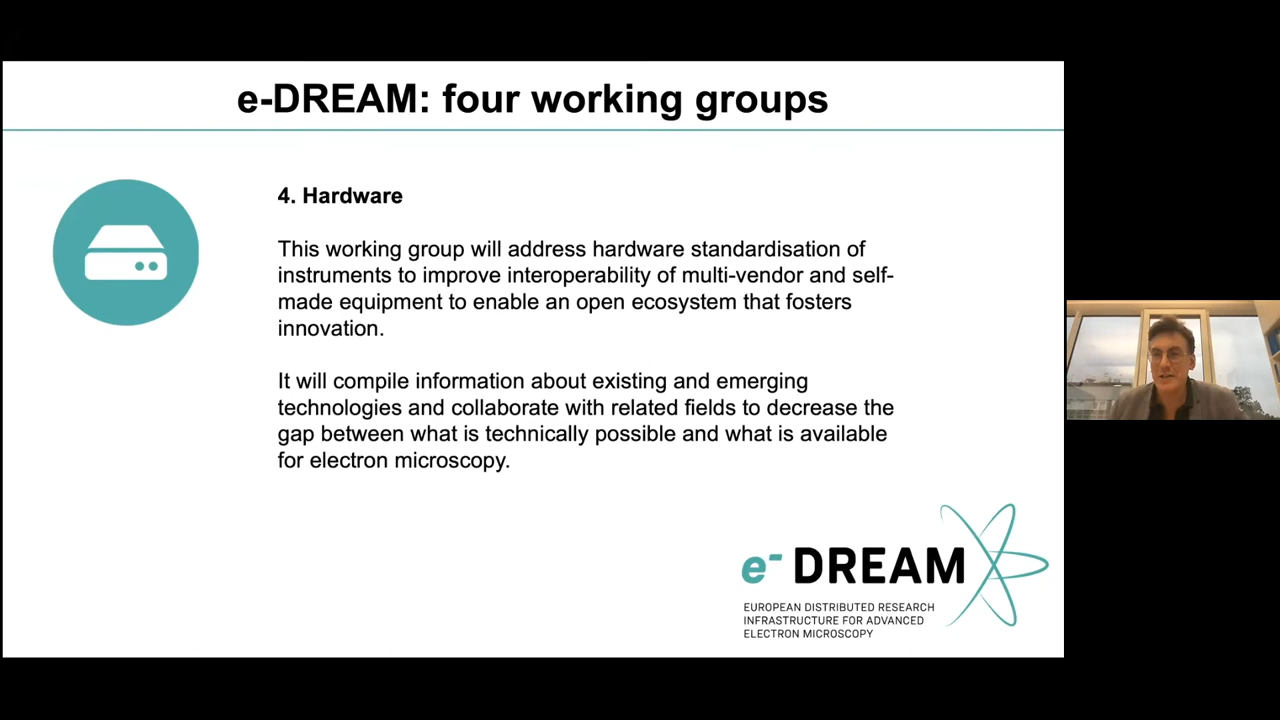 e-DREAM: four working groups
4. Hardware
This working group will address hardware standardisation of
instruments to improve interoperability of multi-vendor and self-
made equipment to enable an open ecosystem that fosters
innovation.
It will compile information about existing and emerging
technologies and collaborate with related fields to decrease the
gap between what is technically possible and what is available
for electron microscopy.
e- DREAM
EUROPEAN DISTRIBUTED RESEARCH
INFRASTRUCTURE FOR ADVANCED
ELECTRON MICROSCOPY